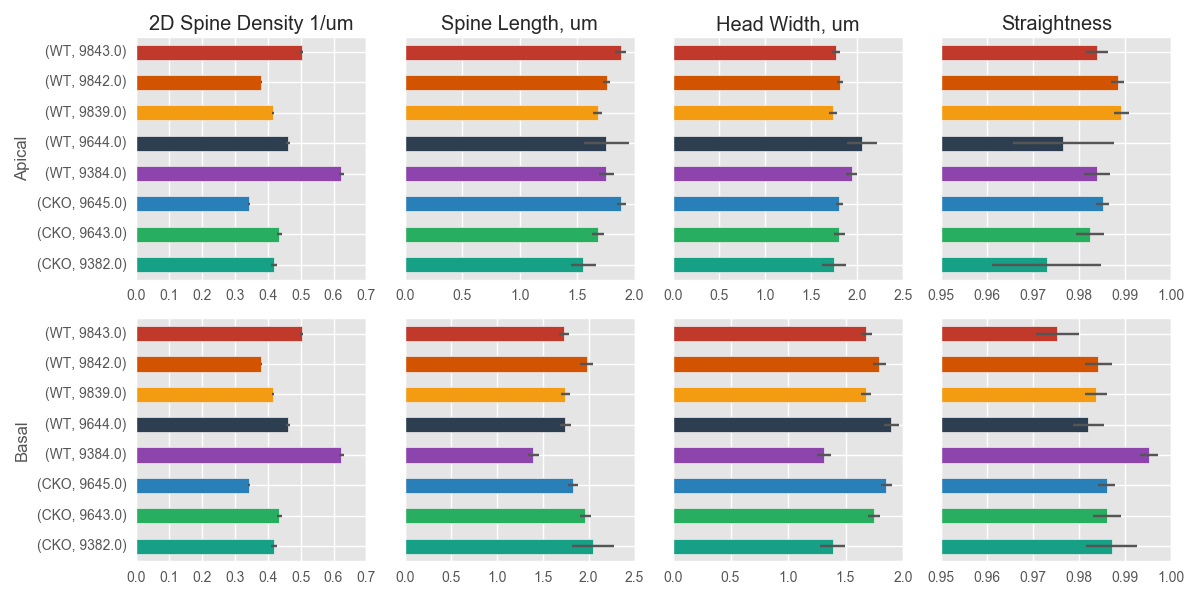 2D Spine Density 1/um
Spine Length, um
Head Width, um
Straightness
Apical
(WT, 9843.0)
(WT, 9842.0)
(WT, 9839.0)
(WT, 9644.0)
(WT, 9384.0)
(CKO, 9645.0)
(CKO, 9643.0)
(CKO, 9382.0)
0.0 0.1 0.2 0.3 0.4 0.5 0.6 0.7
0.0 0.5 1.0 1.5 2.0
0.0 0.5 1.0 1.5 2.0 2.5
0.95 0.96 0.97 0.98 0.99 1.00
Basal
(WT, 9843.0)
(WT, 9842.0)
(WT, 9839.0)
(WT, 9644.0)
(WT, 9384.0)
(CKO, 9645.0)
(CKO, 9643.0)
(CKO, 9382.0)
0.0 0.1 0.2 0.3 0.4 0.5 0.6 0.7
0.0 0.5 1.0 1.5 2.0 2.5
0.0 0.5 1.0 1.5 2.0
0.95 0.96 0.97 0.98 0.99 1.00